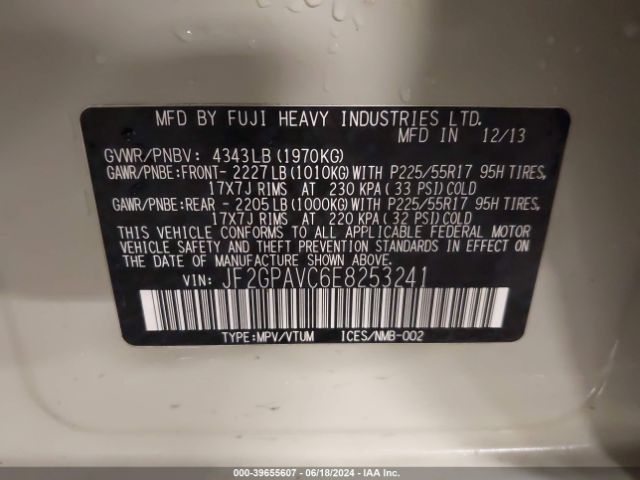 MFD BY FUJI HEAVY INDUSTRIES LTD.
MFD IN 12/13
GVWR/PNBV: 4343LB(1970KG)
GAWR/PNBE:FRONT- 2227LB(1010KG)WITH P225/55R17 95H TIRES,
17X7J RIMS AT 230 KPA(33 PSI)COLD
GAWR/PNBE:REAR - 2205LB(1000KG)WITH P225/55R17 95H TIRES,
17X7J RIMS AT 220 KPA(32 PSI)COLD
THIS VEHICLE CONFORMS TO ALL APPLICABLE FEDERAL MOTOR
VEHICLE SAFETY AND THEFT PREVENTION STANDARDS IN EFFECT
ON THE DATE OF MANUFACTURE SHOWN ABOVE.
VIN: JF2GPAVC6E8253241
TYPE:MPV/VTUM ICES/NMB-002
000-39655607 - 06/18/2024 - IAAI.COM